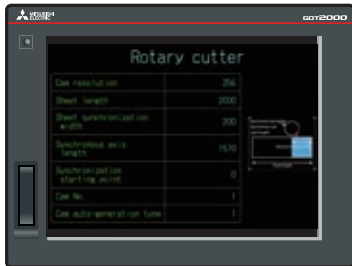 MITSUBISHI
ELECTRIC
GOT2000
Rotary cutter
Cam resolution 256
Sheet length 2000
Sheet synchronization
width 200
Synchronous axis
length 1570
Synchronization
starting point 0
Cam No. 1
Cam auto-generation type 1